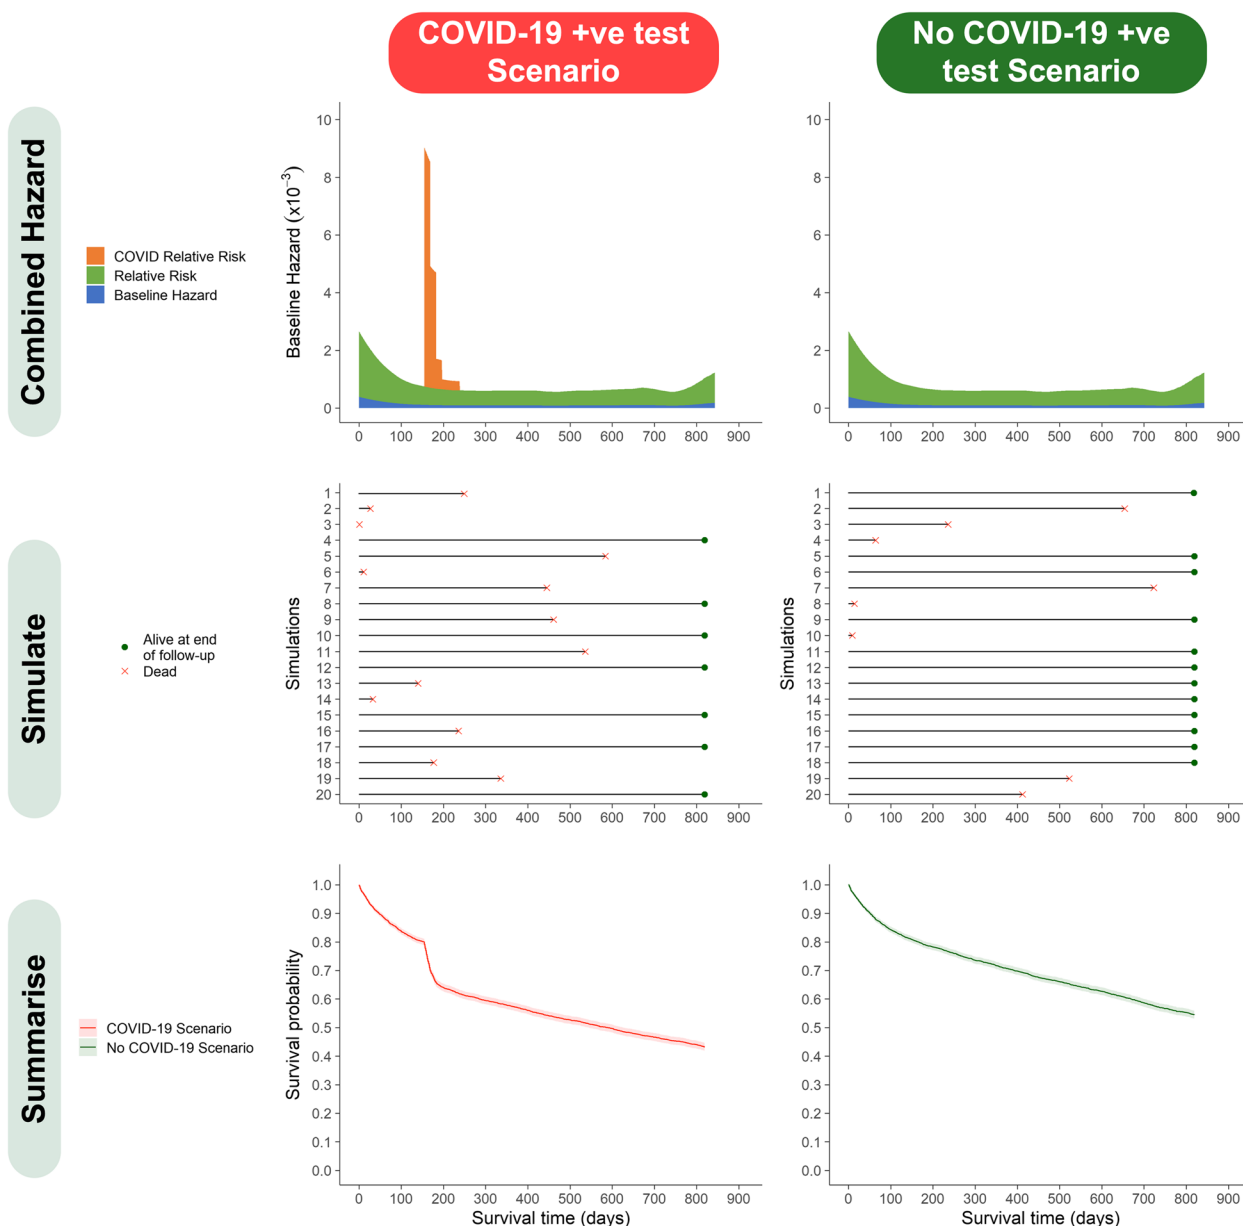 COVID-19 +ve test
Scenario
No COVID-19 +ve
test Scenario
Combined Hazard
COVID Relative Risk
Relative Risk
Baseline Hazard
Baseline Hazard (x10⁻³)
10
8
6
4
2
0
0 100 200 300 400 500 600 700 800 900
10
8
6
4
2
0
0 100 200 300 400 500 600 700 800 900
Simulate
Alive at end
of follow-up
Dead
Simulations
1
2
3
4
5
6
7
8
9
10
11
12
13
14
15
16
17
18
19
20
0 100 200 300 400 500 600 700 800 900
Simulations
1
2
3
4
5
6
7
8
9
10
11
12
13
14
15
16
17
18
19
20
0 100 200 300 400 500 600 700 800 900
Summarise
COVID-19 Scenario
No COVID-19 Scenario
Survival probability
1.0
0.9
0.8
0.7
0.6
0.5
0.4
0.3
0.2
0.1
0.0
0 100 200 300 400 500 600 700 800 900
Survival time (days)
1.0
0.9
0.8
0.7
0.6
0.5
0.4
0.3
0.2
0.1
0.0
0 100 200 300 400 500 600 700 800 900
Survival time (days)